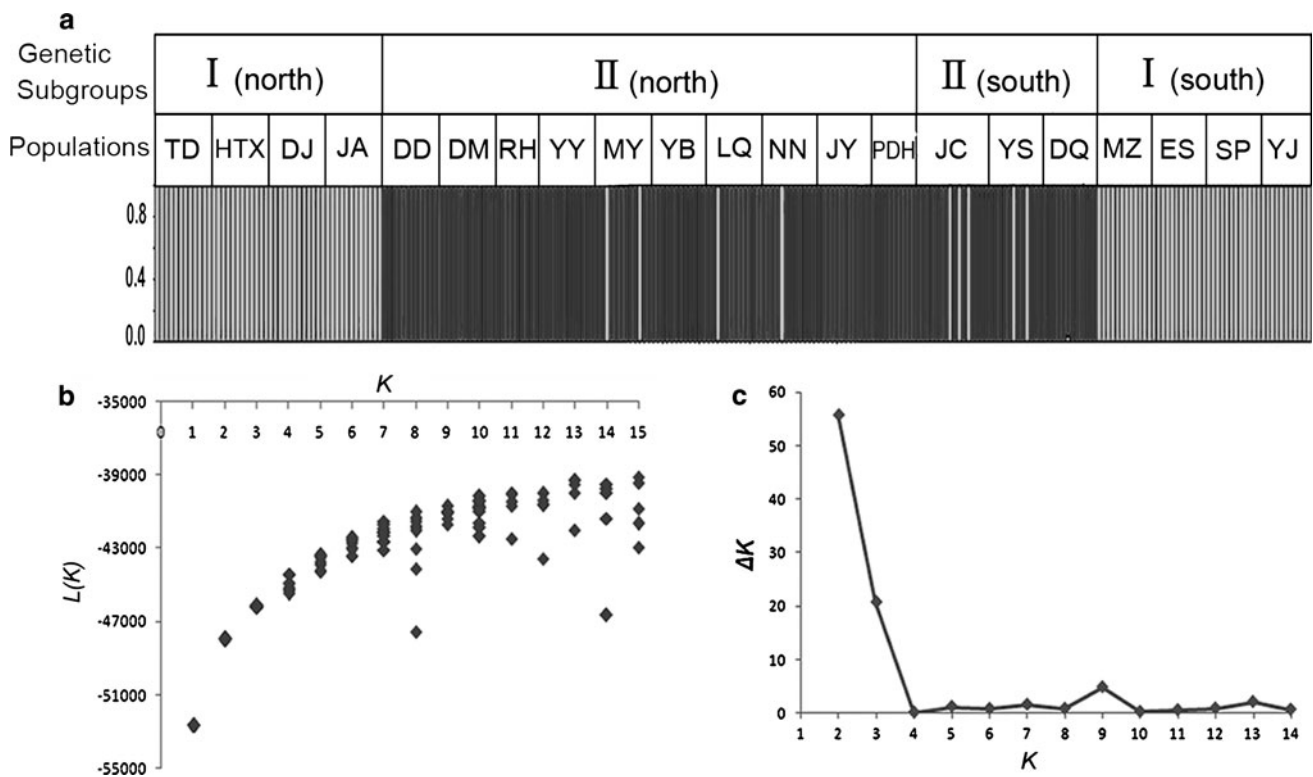 a
Genetic Subgroups I (north) II (north) II (south) I (south)
Populations TD HTX DJ JA DD DM RH YY MY YB LQ NN JY PDH JC YS DQ MZ ES SP YJ
0.8
0.4
0.0
b
K
-35000
0 1 2 3 4 5 6 7 8 9 10 11 12 13 14 15
-39000
-43000
L(K)
-47000
-51000
-55000
c
60
50
40
ΔK
30
20
10
0
1 2 3 4 5 6 7 8 9 10 11 12 13 14
K